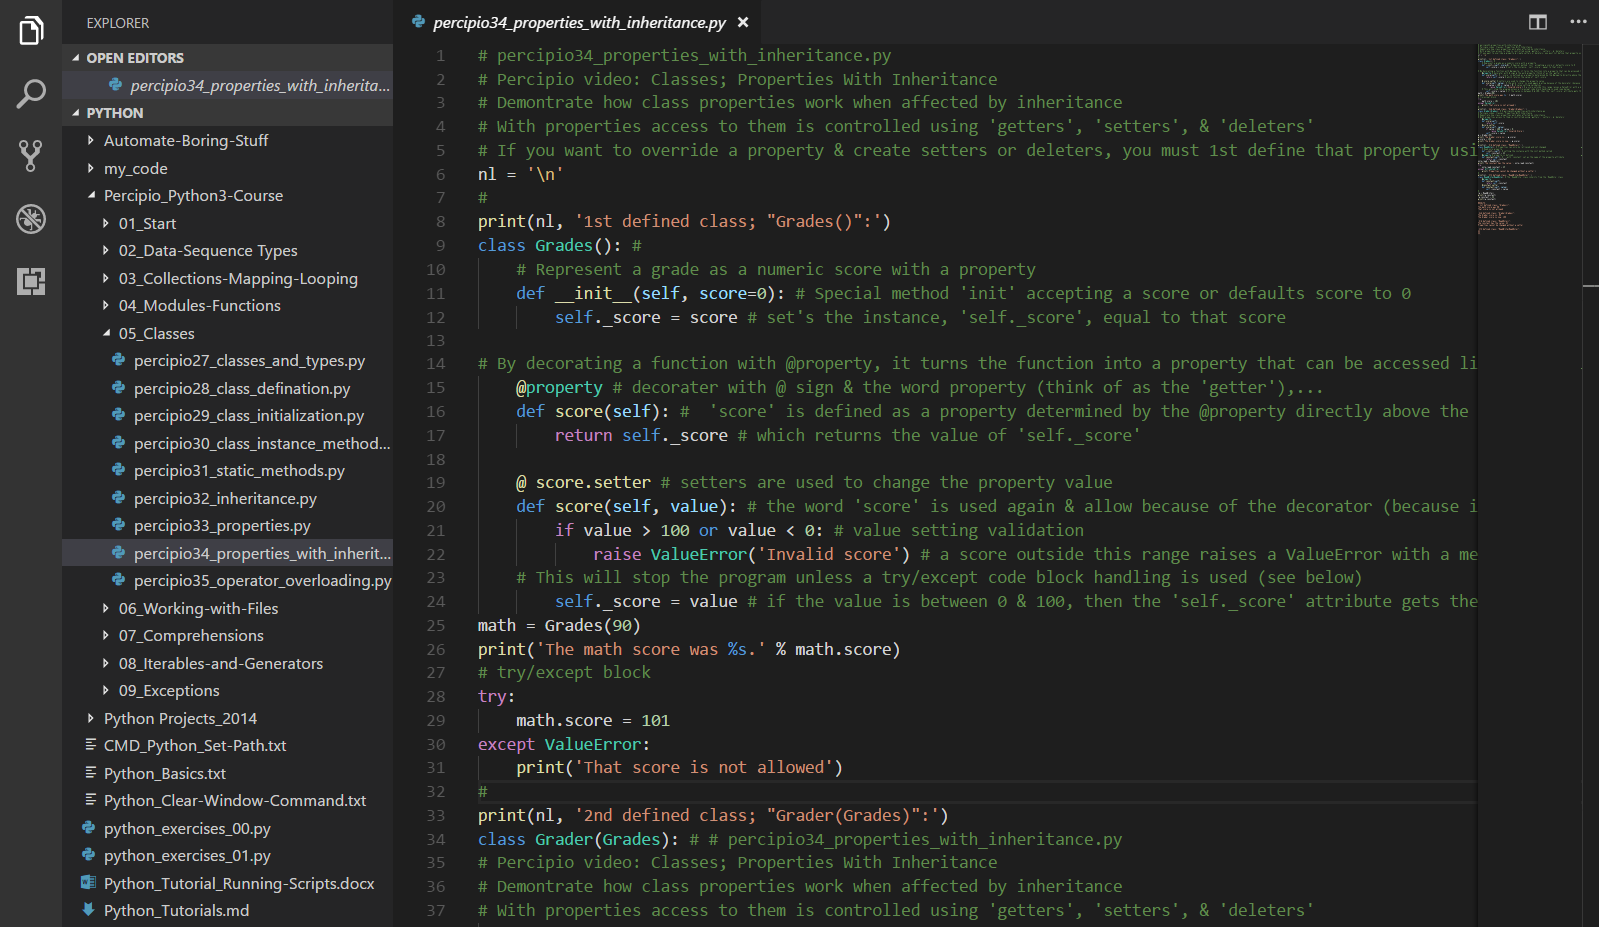 EXPLORER
OPEN EDITORS
percipio34_properties_with_inherita...
PYTHON
Automate-Boring-Stuff
my_code
Percipio_Python3-Course
01_Start
02_Data-Sequence Types
03_Collections-Mapping-Looping
04_Modules-Functions
05_Classes
percipio27_classes_and_types.py
percipio28_class_defination.py
percipio29_class_initialization.py
percipio30_class_instance_method...
percipio31_static_methods.py
percipio32_inheritance.py
percipio33_properties.py
percipio34_properties_with_inherit...
percipio35_operator_overloading.py
06_Working-with-Files
07_Comprehensions
08_Iterables-and-Generators
09_Exceptions
Python Projects_2014
CMD_Python_Set-Path.txt
Python_Basics.txt
Python_Clear-Window-Command.txt
python_exercises_00.py
python_exercises_01.py
Python_Tutorial_Running-Scripts.docx
Python_Tutorials.md
percipio34_properties_with_inheritance.py
1 # percipio34_properties_with_inheritance.py
2 # Percipio video: Classes; Properties With Inheritance
3 # Demontrate how class properties work when affected by inheritance
4 # With properties access to them is controlled using 'getters', 'setters', & 'deleters'
5 # If you want to override a property & create setters or deleters, you must 1st define that property usi
6 nl = '\n'
7 #
8 print(nl, '1st defined class; "Grades()":')
9 class Grades(): #
10 # Represent a grade as a numeric score with a property
11 def __init__(self, score=0): # Special method 'init' accepting a score or defaults score to 0
12 self._score = score # set's the instance, 'self._score', equal to that score
13
14 # By decorating a function with @property, it turns the function into a property that can be accessed li
15 @property # decorater with @ sign & the word property (think of as the 'getter'),...
16 def score(self): #  'score' is defined as a property determined by the @property directly above the
17 return self._score # which returns the value of 'self._score'
18
19 @ score.setter # setters are used to change the property value
20 def score(self, value): # the word 'score' is used again & allow because of the decorator (because i
21 if value > 100 or value < 0: # value setting validation
22 raise ValueError('Invalid score') # a score outside this range raises a ValueError with a me
23 # This will stop the program unless a try/except code block handling is used (see below)
24 self._score = value # if the value is between 0 & 100, then the 'self._score' attribute gets the
25 math = Grades(90)
26 print('The math score was %s.' % math.score)
27 # try/except block
28 try:
29 math.score = 101
30 except ValueError:
31 print('That score is not allowed')
32 #
33 print(nl, '2nd defined class; "Grader(Grades)":')
34 class Grader(Grades): # # percipio34_properties_with_inheritance.py
35 # Percipio video: Classes; Properties With Inheritance
36 # Demontrate how class properties work when affected by inheritance
37 # With properties access to them is controlled using 'getters', 'setters', & 'deleters'